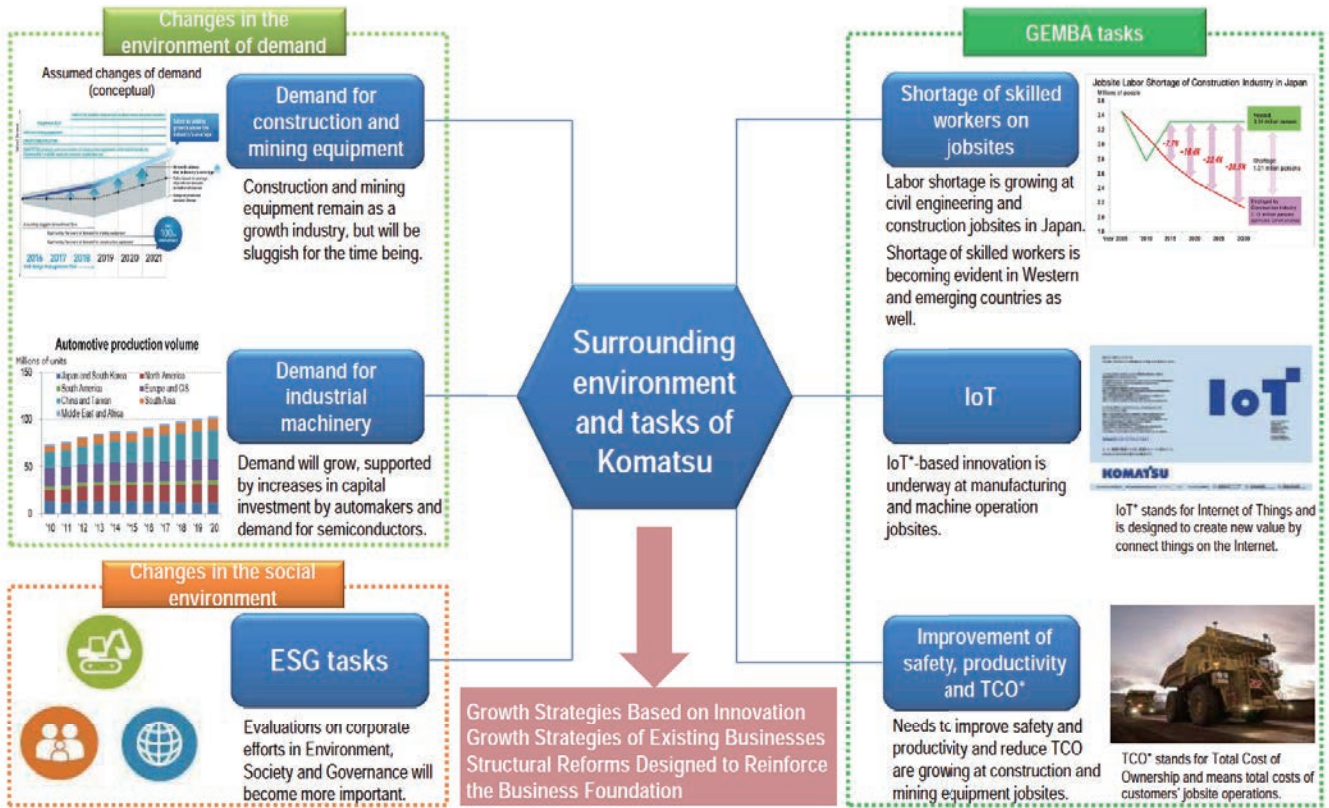 Changes in the
environment of demand
Assumed changes of demand
(conceptual)
2016 2017 2018 2019 2020 2021
Demand for
construction and
mining equipment
Construction and mining
equipment remain as a
growth industry, but will be
sluggish for the time being.
Automotive production volume
Millions of units
150
100
50
0
Japan and South Korea
North America
South America
Europe and CIS
China and Taiwan
South Asia
Middle East and Africa
'10 '11 '12 '13 '14 '15 '16 '17 '18 '19 '20
Demand for
industrial
machinery
Demand will grow, supported
by increases in capital
investment by automakers and
demand for semiconductors.
Changes in the social
environment
ESG tasks
Evaluations on corporate
efforts in Environment,
Society and Governance will
become more important.
Surrounding
environment
and tasks of
Komatsu
Growth Strategies Based on Innovation
Growth Strategies of Existing Businesses
Structural Reforms Designed to Reinforce
the Business Foundation
GEMBA tasks
Shortage of skilled
workers on
jobsites
Labor shortage is growing at
civil engineering and
construction jobsites in Japan.
Shortage of skilled workers is
becoming evident in Western
and emerging countries as
well.
Jobsite Labor Shortage of Construction Industry in Japan
Millions of people
Shortage
IoT
IoT*-based innovation is
underway at manufacturing
and machine operation
jobsites.
IoT
KOMATSU
IoT* stands for Internet of Things and
is designed to create new value by
connect things on the Internet.
Improvement of
safety, productivity
and TCO*
Needs to improve safety and
productivity and reduce TCO
are growing at construction and
mining equipment jobsites.
TCO* stands for Total Cost of
Ownership and means total costs of
customers' jobsite operations.